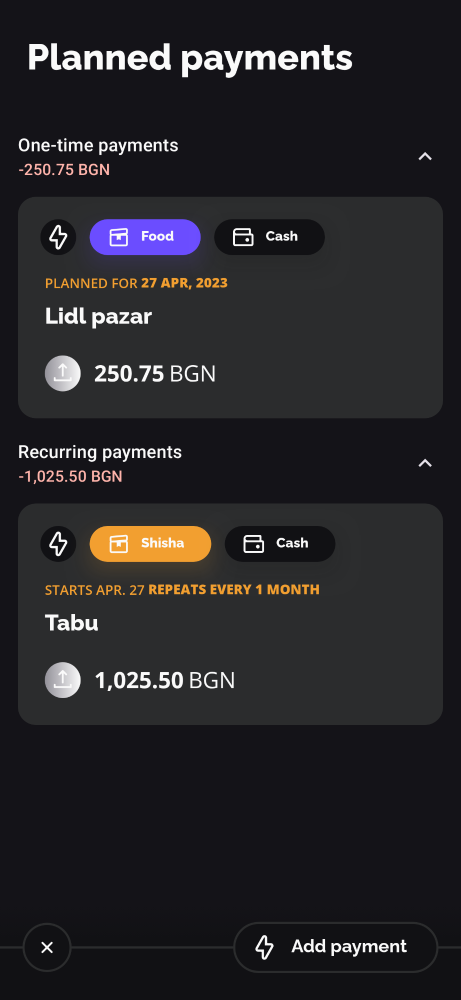 Planned payments
One-time payments
-250.75 BGN
Food
Cash
PLANNED FOR 27 APR, 2023
Lidl pazar
250.75 BGN
Recurring payments
-1,025.50 BGN
Shisha
Cash
STARTS APR. 27 REPEATS EVERY 1 MONTH
Tabu
1,025.50 BGN
Add payment